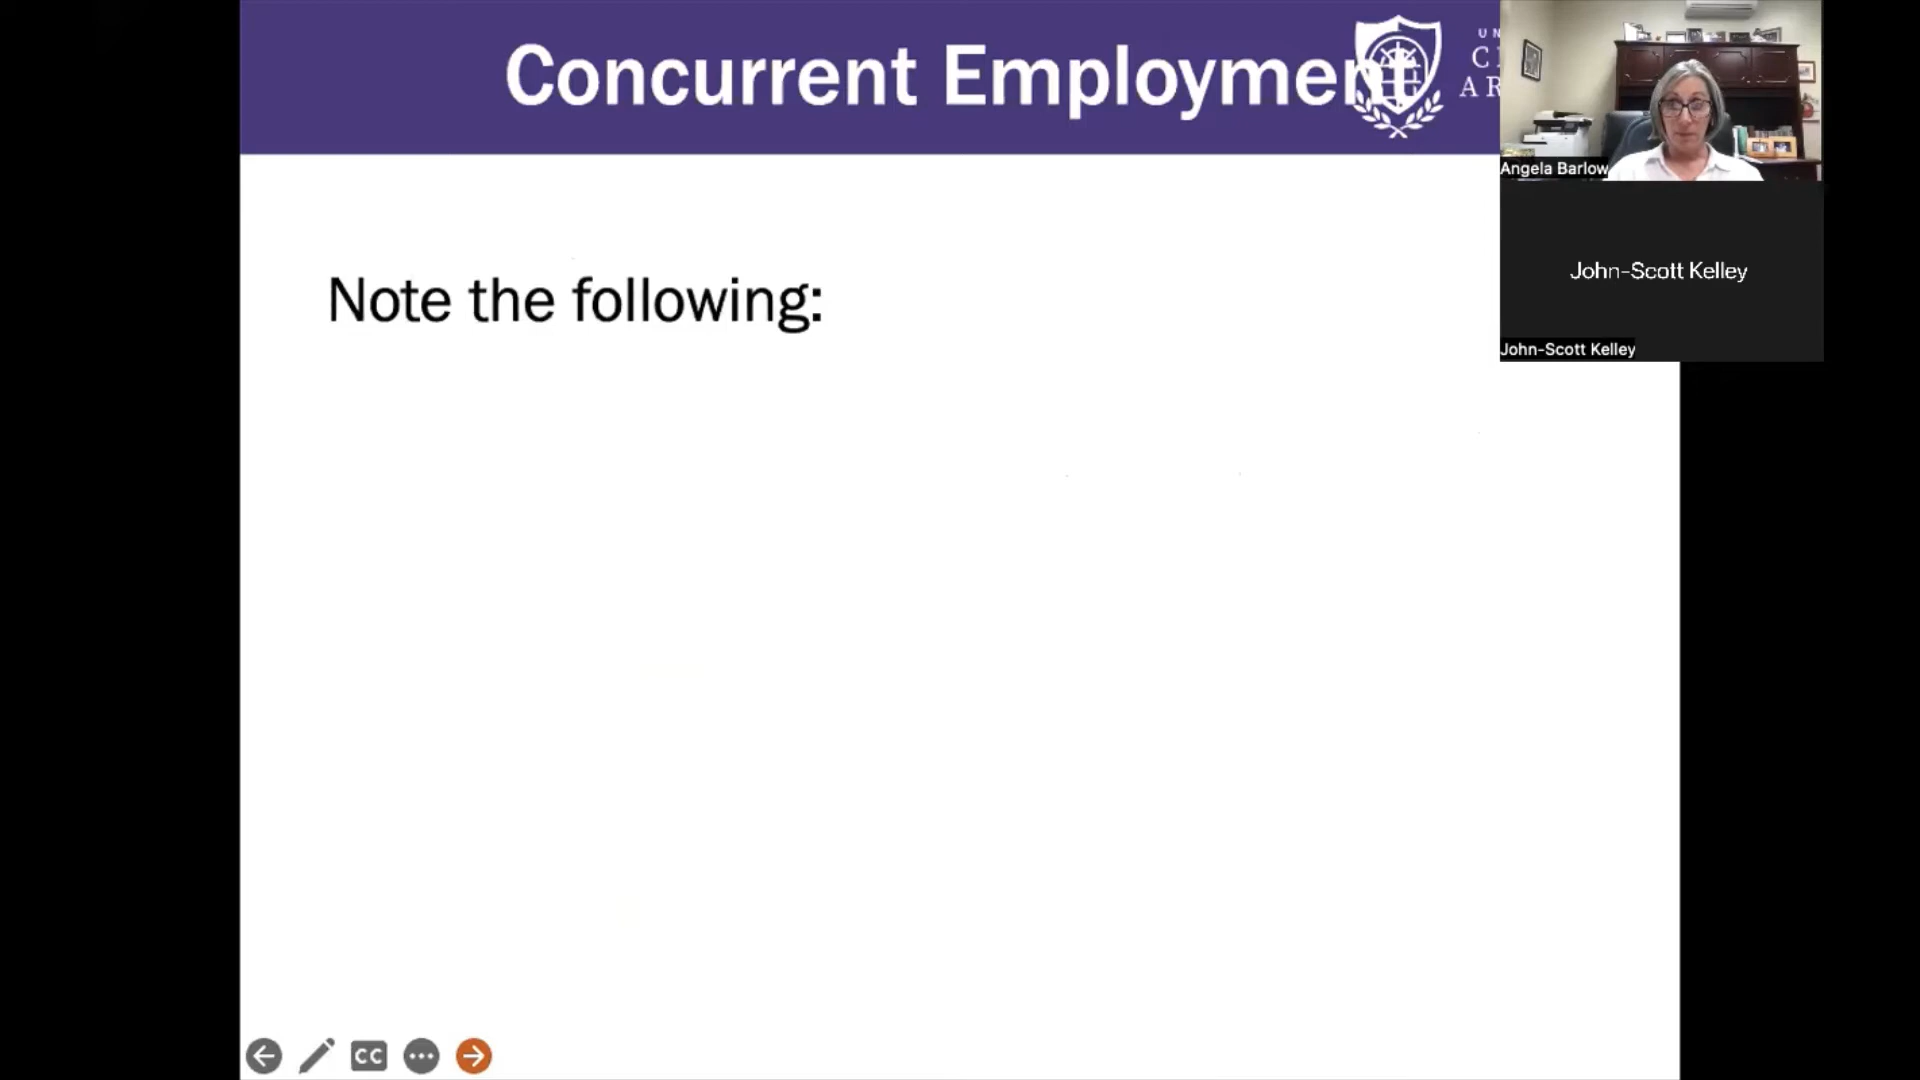 Concurrent Employment
Note the following:
Angela Barlow
John-Scott Kelley
John-Scott Kelley
CC